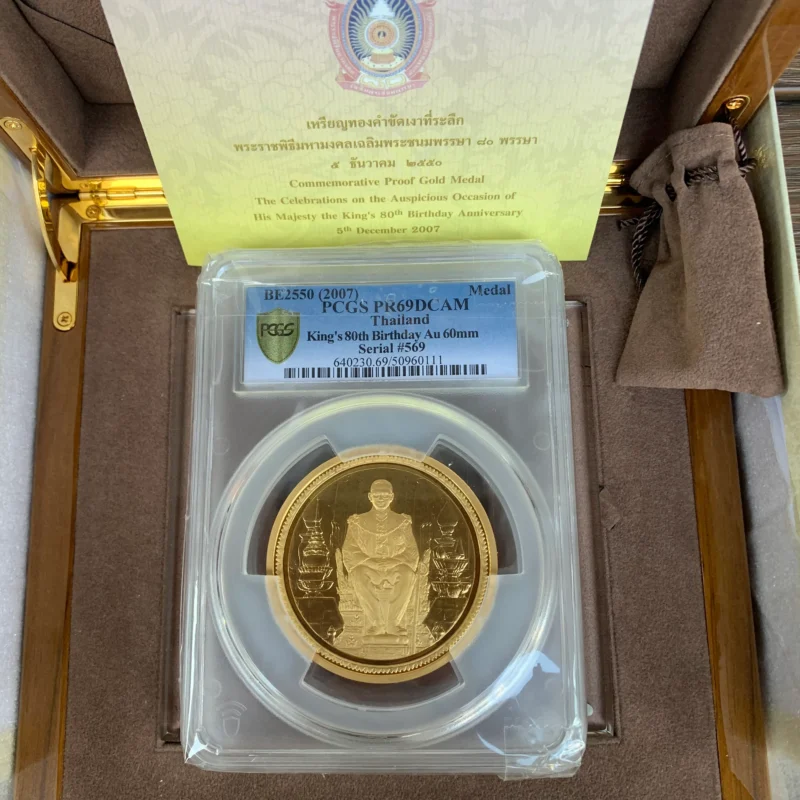 เหรียญทองคำขัดเงาที่ระลึก
พระราชพิธีมหามงคลเฉลิมพระชนมพรรษา ๘๐ พรรษา
๕ ธันวาคม ๒๕๕๐
Commemorative Proof Gold Medal
The Celebrations on the Auspicious Occasion of
His Majesty the King's 80th Birthday Anniversary
5th December 2007
BE2550 (2007) Medal
PCGS PR69DCAM
PCGS
Thailand
King's 80th Birthday Au 60mm
Serial #569
640230.69/50960111